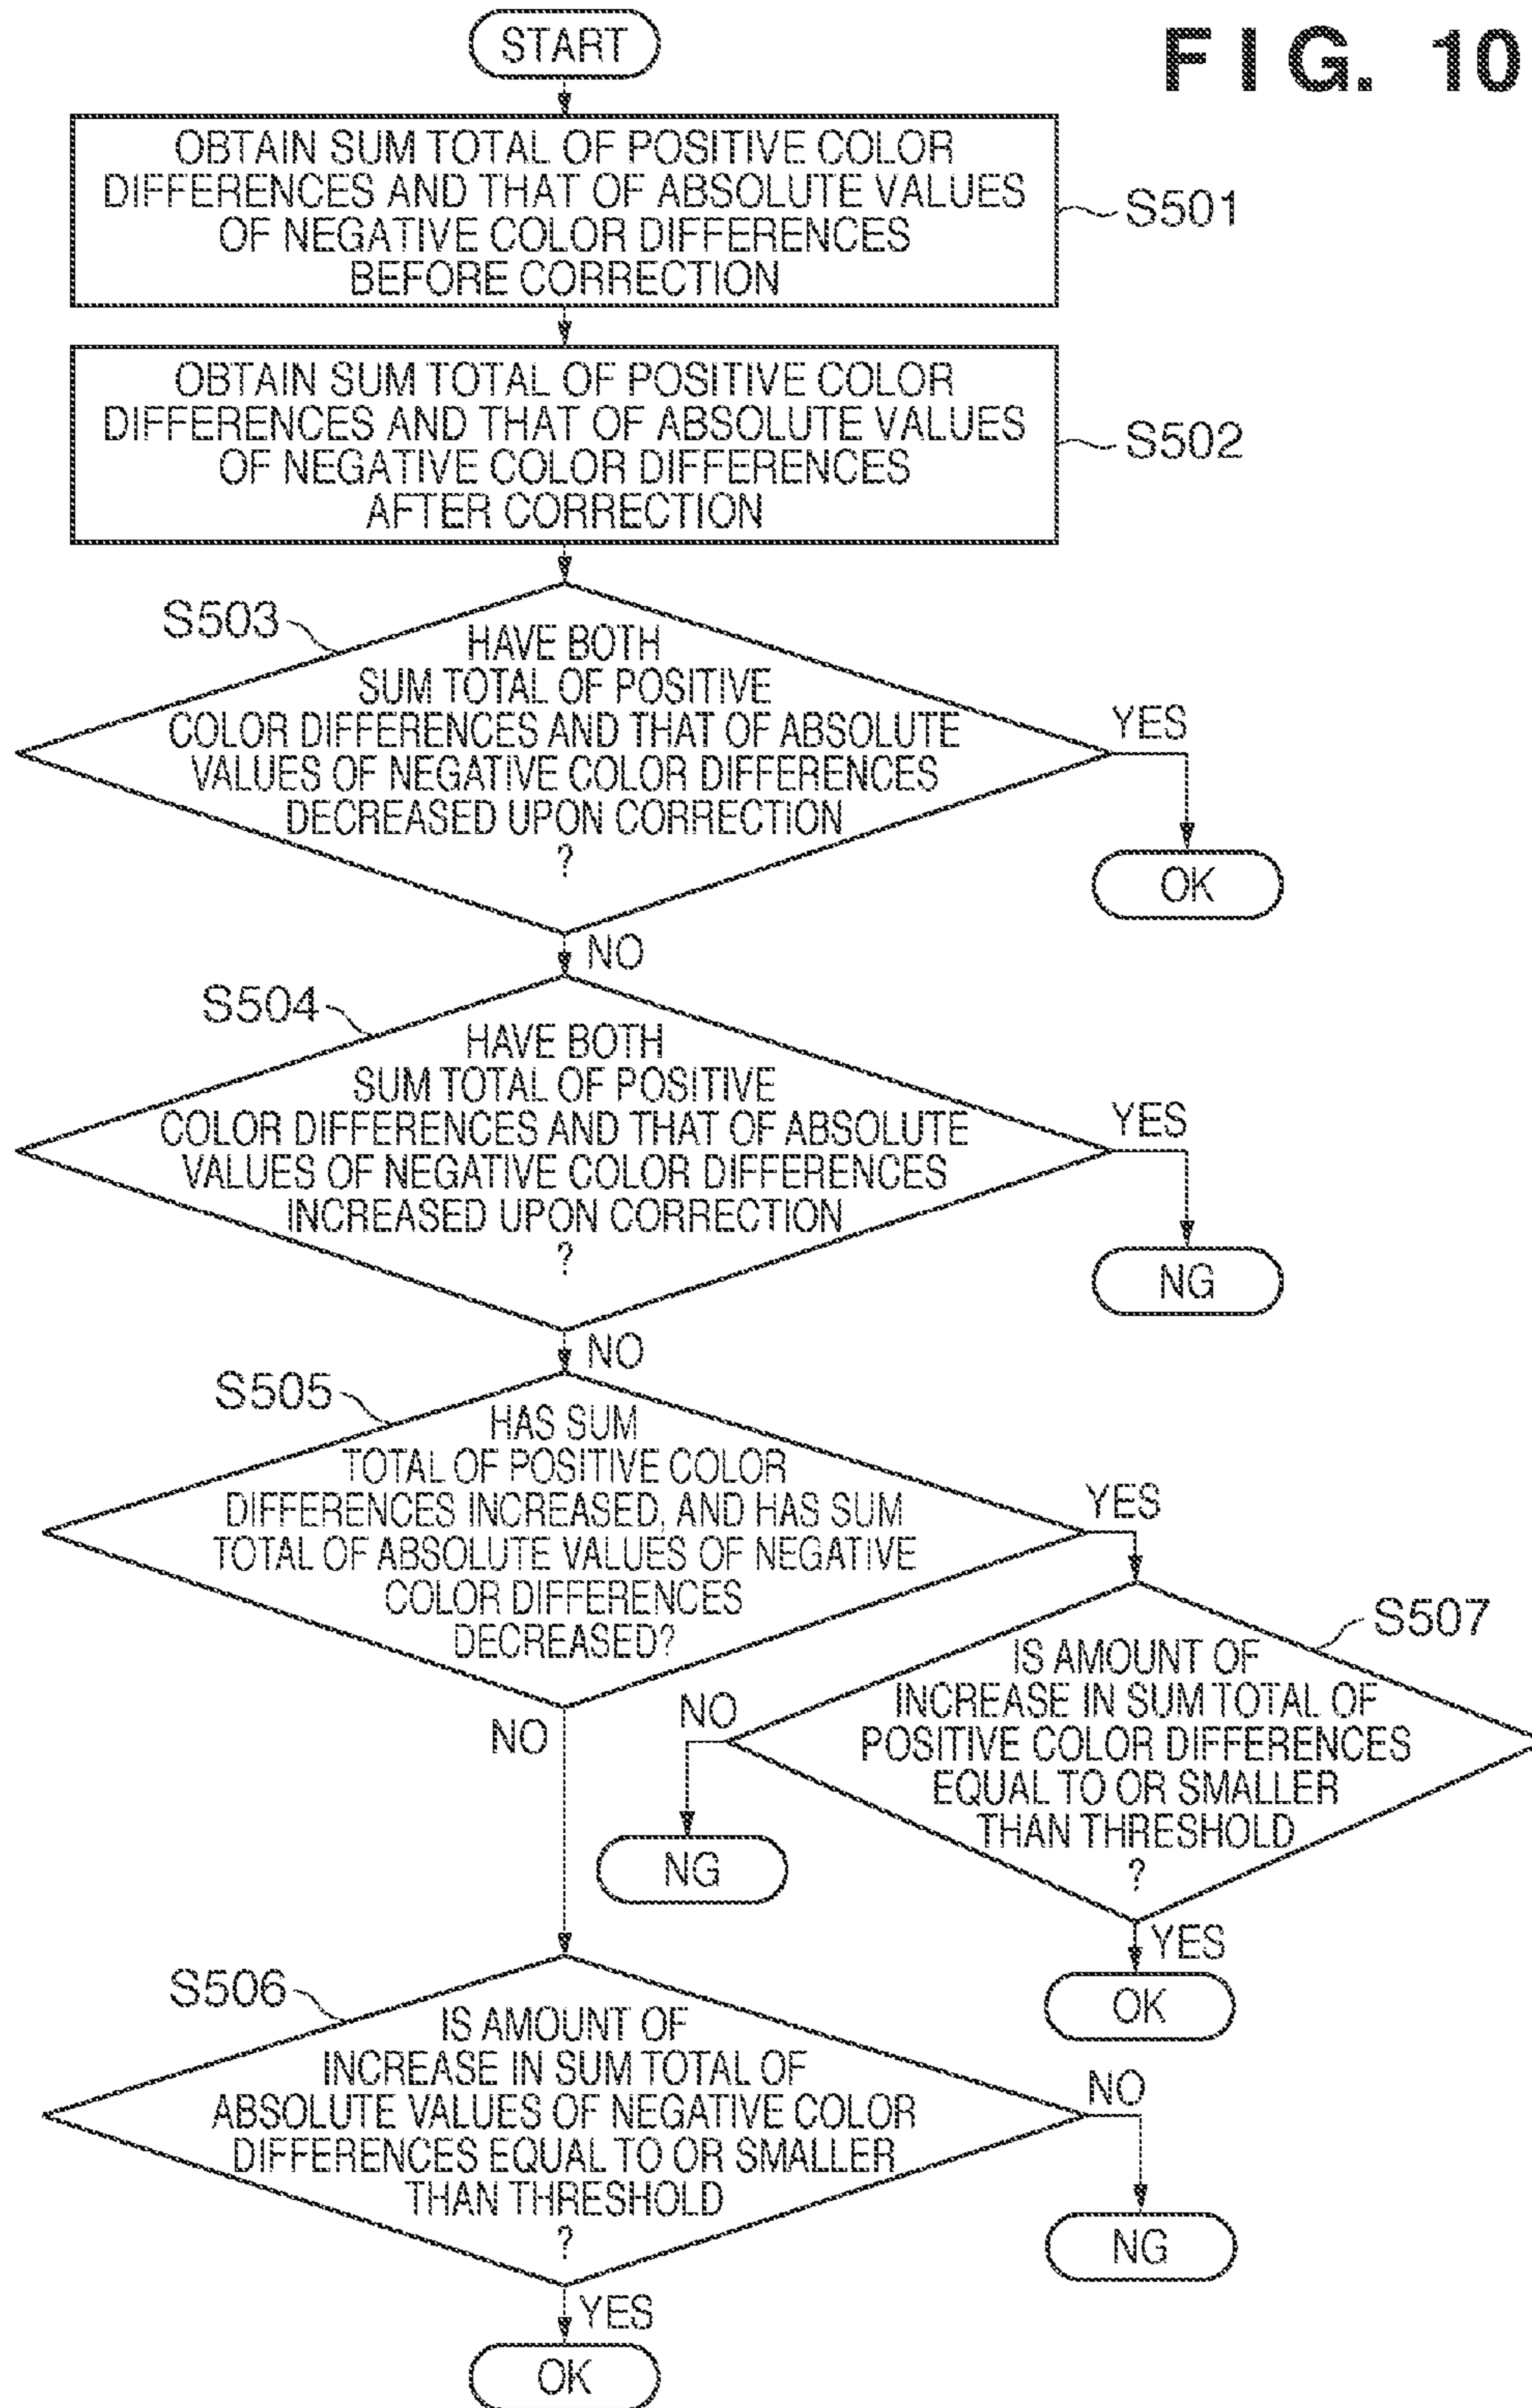 FIG. 10
START
OBTAIN SUM TOTAL OF POSITIVE COLOR
DIFFERENCES AND THAT OF ABSOLUTE VALUES
OF NEGATIVE COLOR DIFFERENCES
BEFORE CORRECTION
S501
OBTAIN SUM TOTAL OF POSITIVE COLOR
DIFFERENCES AND THAT OF ABSOLUTE VALUES
OF NEGATIVE COLOR DIFFERENCES
AFTER CORRECTION
S502
S503
HAVE BOTH
SUM TOTAL OF POSITIVE
COLOR DIFFERENCES AND THAT OF ABSOLUTE
VALUES OF NEGATIVE COLOR DIFFERENCES
DECREASED UPON CORRECTION
?
YES
OK
NO
S504
HAVE BOTH
SUM TOTAL OF POSITIVE
COLOR DIFFERENCES AND THAT OF ABSOLUTE
VALUES OF NEGATIVE COLOR DIFFERENCES
INCREASED UPON CORRECTION
?
YES
NG
NO
S505
HAS SUM
TOTAL OF POSITIVE COLOR
DIFFERENCES INCREASED, AND HAS SUM
TOTAL OF ABSOLUTE VALUES OF NEGATIVE
COLOR DIFFERENCES
DECREASED?
YES
NO
S507
IS AMOUNT OF
INCREASE IN SUM TOTAL OF
POSITIVE COLOR DIFFERENCES
EQUAL TO OR SMALLER
THAN THRESHOLD
?
NO
NG
YES
OK
S506
IS AMOUNT OF
INCREASE IN SUM TOTAL OF
ABSOLUTE VALUES OF NEGATIVE COLOR
DIFFERENCES EQUAL TO OR SMALLER
THAN THRESHOLD
?
NO
NG
YES
OK